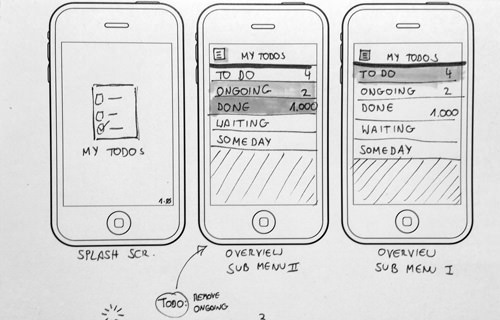 MY TODOS
1.0
SPLASH SCR.
MY TODOS
TO DO 4
ONGOING 2
DONE 1.000
WAITING
SOMEDAY
OVERVIEW
SUB MENU II
TODO: REMOVE
ONGOING
MY TODOS
TO DO 4
ONGOING 2
DONE 1.000
WAITING
SOMEDAY
OVERVIEW
SUB MENU I